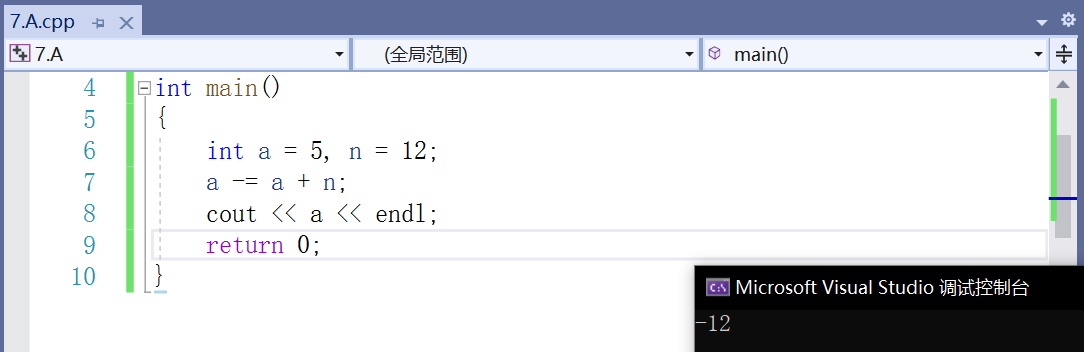 7.A.cpp
7.A (全局范围) main()
4 int main()
5 {
6 int a = 5, n = 12;
7 a -= a + n;
8 cout << a << endl;
9 return 0;
10 }
C:\ Microsoft Visual Studio 调试控制台
-12